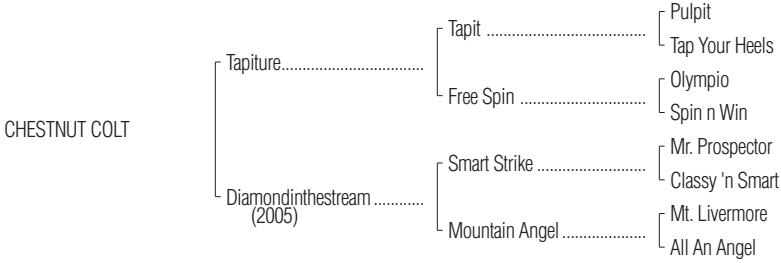 Pulpit
Tapit ....................................
Tap Your Heels
Tapiture................................
Olympio
Free Spin ............................
Spin n Win
CHESTNUT COLT
Mr. Prospector
Smart Strike ........................
Classy 'n Smart
Diamondinthestream ...........
(2005)
Mt. Livermore
Mountain Angel ...................
All An Angel